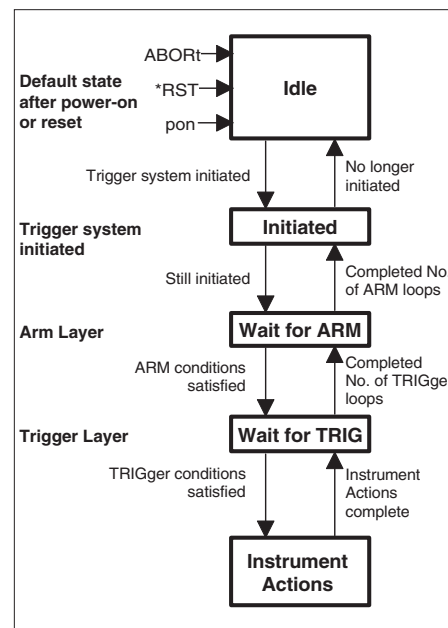 ABORt
*RST
pon
Default state
after power-on
or reset
Idle
Trigger system initiated
No longer
initiated
Trigger system
initiated
Initiated
Still initiated
Completed No
of ARM loops
Arm Layer
Wait for ARM
ARM conditions
satisfied
Completed
No. of TRIGge
loops
Trigger Layer
Wait for TRIG
TRIGger conditions
satisfied
Instrument
Actions
complete
Instrument
Actions